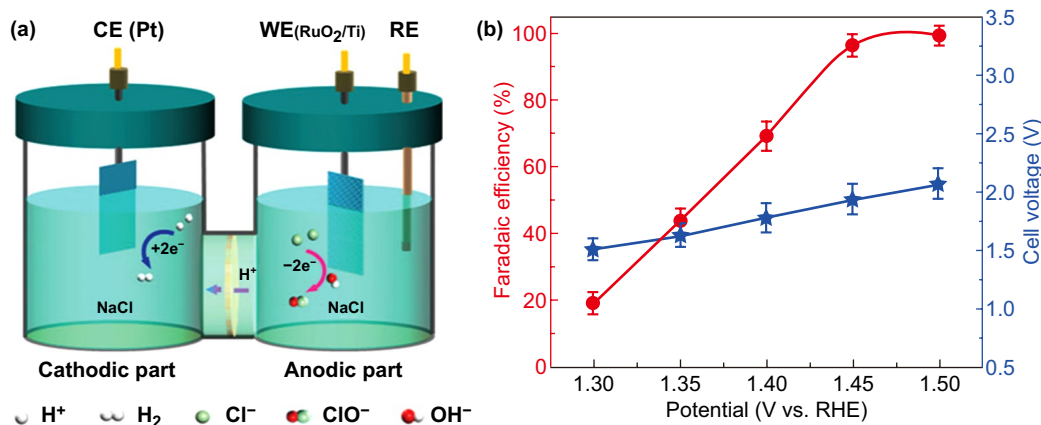 (a)
CE (Pt)
WE(RuO₂/Ti)
RE
+2e⁻
−2e⁻
H⁺
NaCl
NaCl
Cathodic part
Anodic part
H⁺
H₂
Cl⁻
ClO⁻
OH⁻
(b)
Faradaic efficiency (%)
100
80
60
40
20
0
Cell voltage (V)
3.5
3.0
2.5
2.0
1.5
1.0
0.5
1.30 1.35 1.40 1.45 1.50
Potential (V vs. RHE)